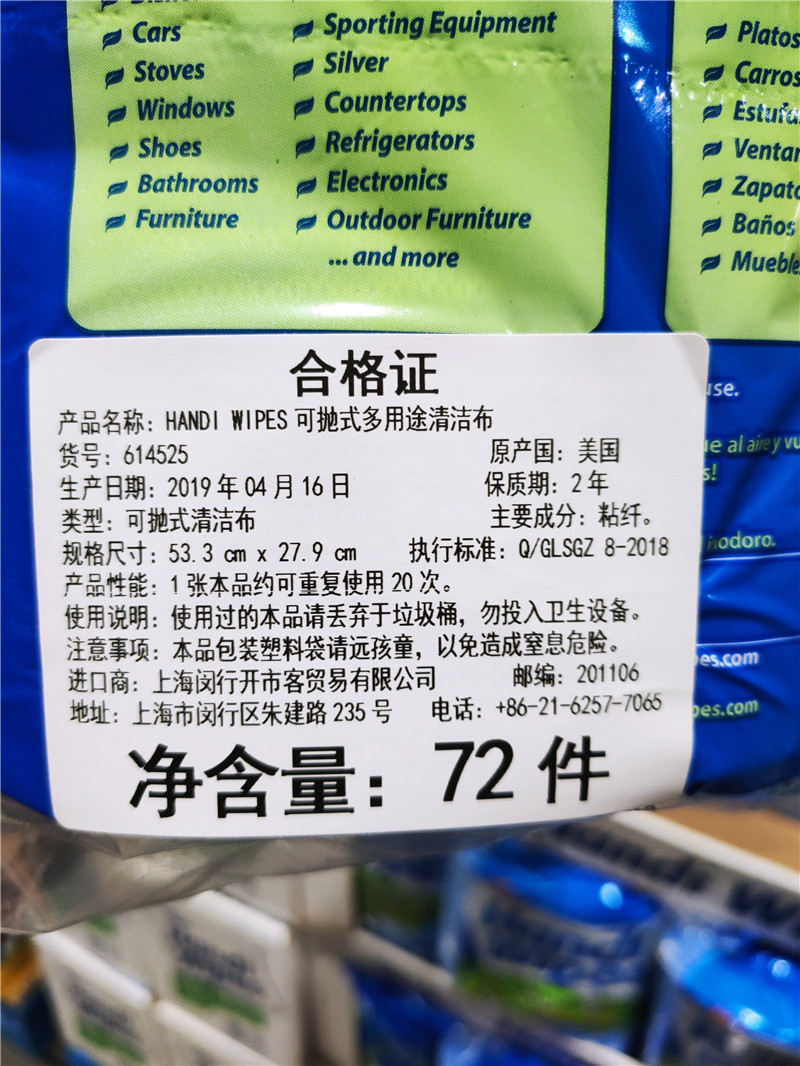 Cars
Stoves
Windows
Shoes
Bathrooms
Furniture
Sporting Equipment
Silver
Countertops
Refrigerators
Electronics
Outdoor Furniture
... and more
Platos
Carros
Baños
use.
al aire y
inodoro.
合格证
产品名称：HANDI WIPES 可抛式多用途清洁布
货号：614525 原产国：美国
生产日期：2019 年 04 月 16 日 保质期：2 年
类型：可抛式清洁布 主要成分：粘纤。
规格尺寸：53.3 cm x 27.9 cm 执行标准：Q/GLSGZ 8-2018
产品性能：1 张本品约可重复使用 20 次。
使用说明：使用过的本品请丢弃于垃圾桶，勿投入卫生设备。
注意事项：本品包装塑料袋请远孩童，以免造成窒息危险。
进口商：上海闵行开市客贸易有限公司 邮编：201106
地址：上海市闵行区朱建路 235 号 电话：+86-21-6257-7065
净含量：72 件